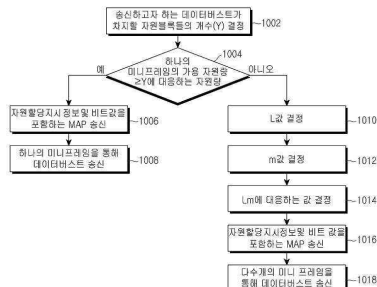 송신하고자 하는 데이터버스트가
차지할 자원블록들의 개수(Y) 결정
1002
1004
하나의
미니프레임의 가용 자원량
≥Y에 대응하는 자원량
예
아니오
자원할당지시정보및 비트값을
포함하는 MAP 송신
1006
하나의 미니프레임을 통해
데이터버스트 송신
1008
L값 결정
1010
m값 결정
1012
Lm에 대응하는 값 결정
1014
자원할당지시정보및 비트 값을
포함하는 MAP 송신
1016
다수개의 미니 프레임을
통해 데이터버스트 송신
1018